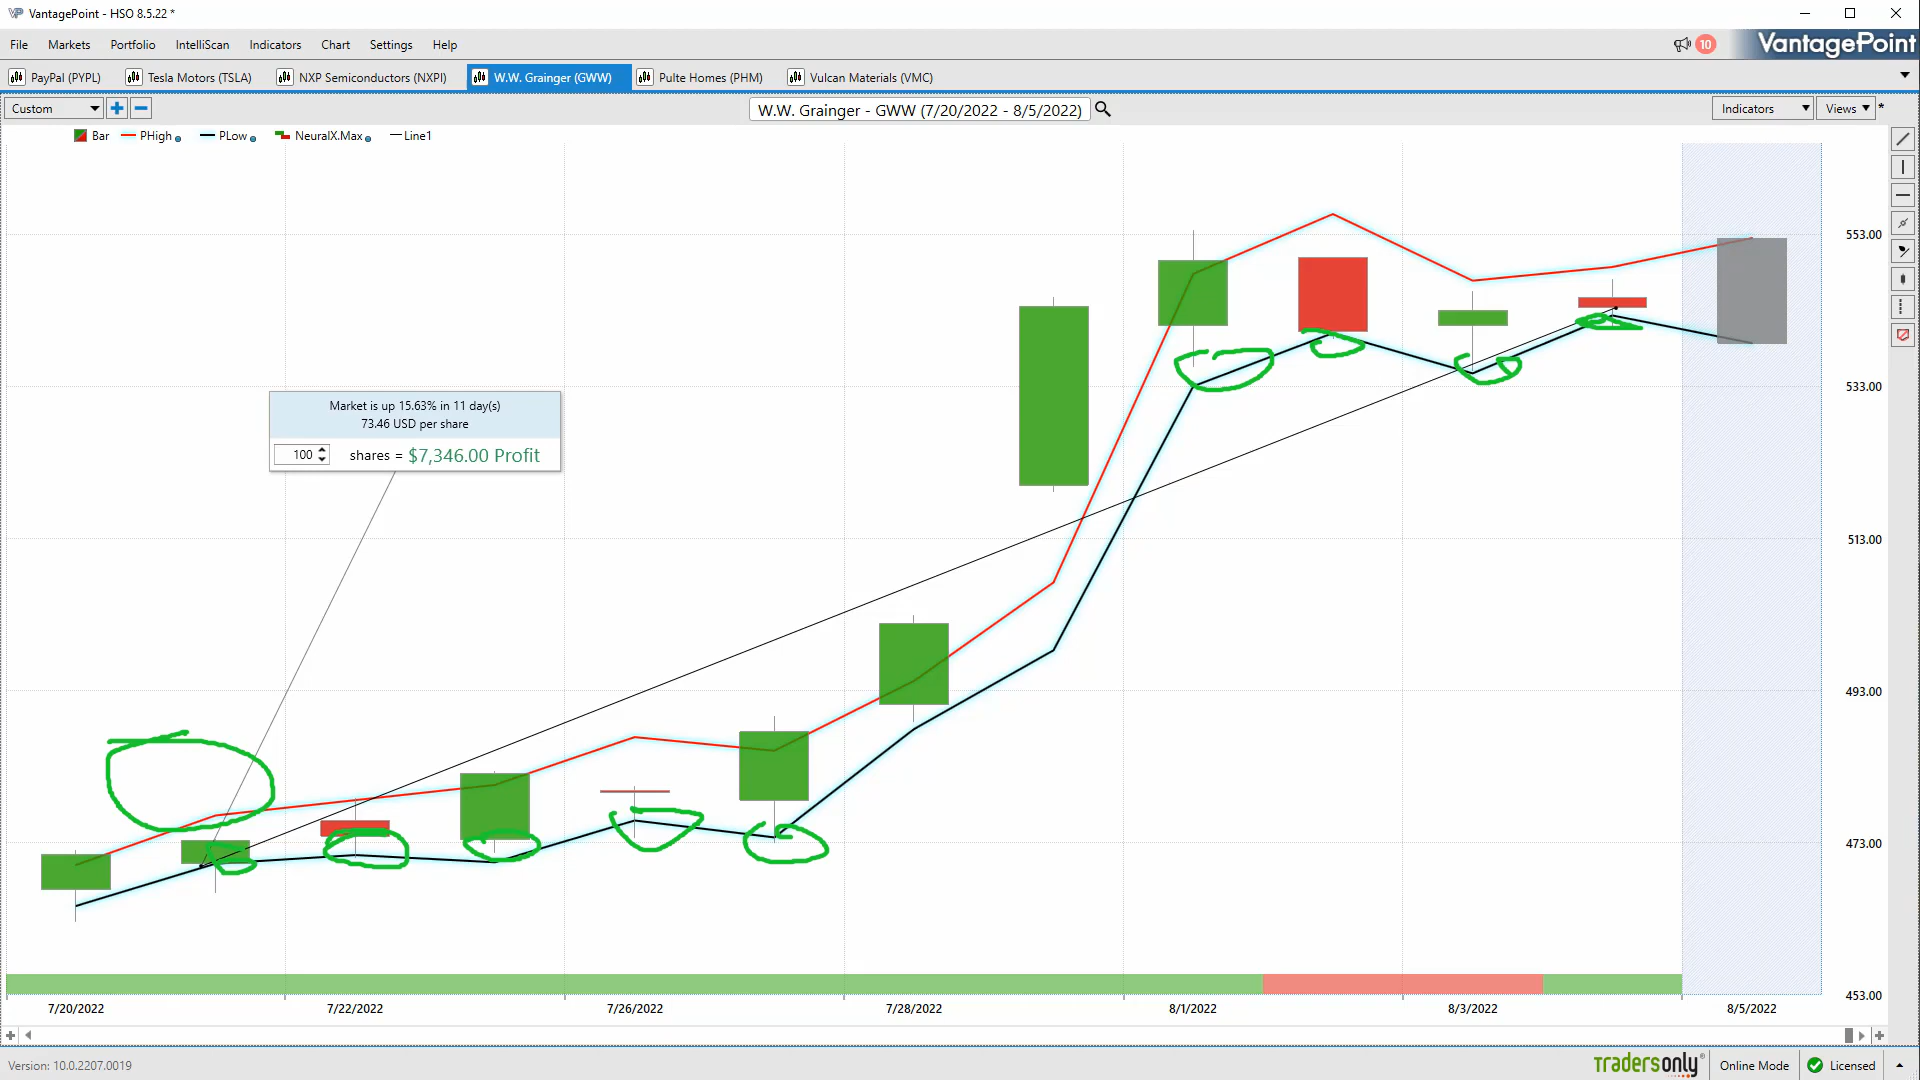 VantagePoint - HSO 8.5.22 *
File Markets Portfolio IntelliScan Indicators Chart Settings Help
10
VantagePoint
PayPal (PYPL) Tesla Motors (TSLA) NXP Semiconductors (NXPI) W.W. Grainger (GWW) Pulte Homes (PHM) Vulcan Materials (VMC)
Custom
W.W. Grainger - GWW (7/20/2022 - 8/5/2022)
Indicators Views *
Bar PHigh PLow NeuralX.Max Line1
553.00
533.00
513.00
493.00
473.00
453.00
Market is up 15.63% in 11 day(s)
73.46 USD per share
100 shares = $7,346.00 Profit
7/20/2022 7/22/2022 7/26/2022 7/28/2022 8/1/2022 8/3/2022 8/5/2022
Version: 10.0.2207.0019
Tradersonly Online Mode Licensed